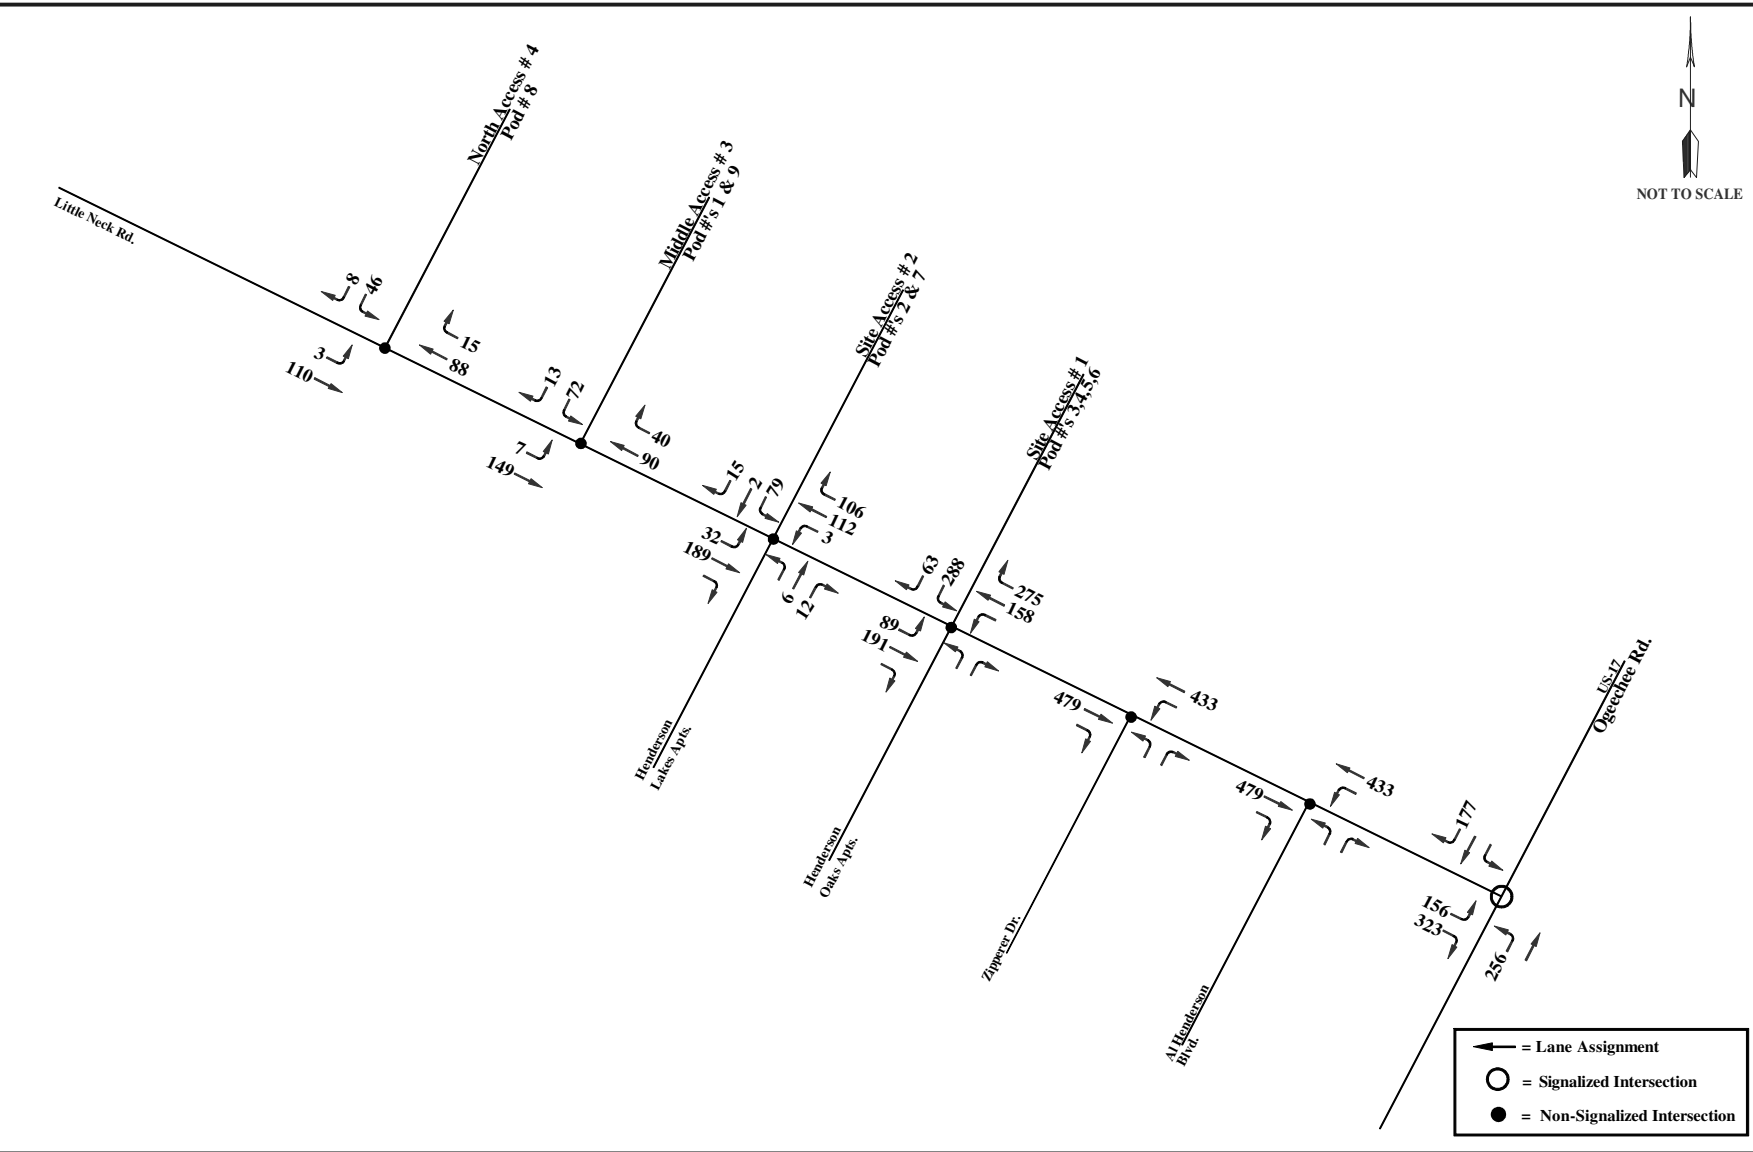 North Access # 4
Pod # 8
Middle Access # 3
Pod #'s 1 & 9
Site Access # 2
Pod #'s 2 & 7
Site Access # 1
Pod #'s 3,4,5,6
N
NOT TO SCALE
Little Neck Rd.
8
46
15
88
3
110
13
72
40
90
7
149
15
2
79
106
112
3
32
189
6
12
63
288
275
158
89
191
479
433
479
433
177
156
323
256
US-17
Ogeechee Rd.
Henderson
Lakes Apts.
Henderson
Oaks Apts.
Zipperer Dr.
Al Henderson
Blvd.
= Lane Assignment
= Signalized Intersection
= Non-Signalized Intersection